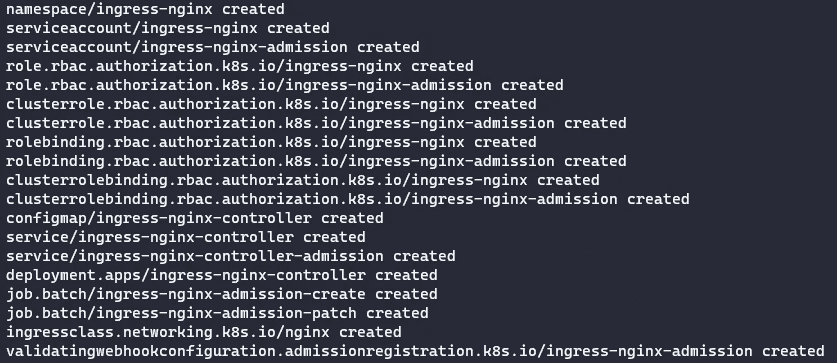 namespace/ingress-nginx created
serviceaccount/ingress-nginx created
serviceaccount/ingress-nginx-admission created
role.rbac.authorization.k8s.io/ingress-nginx created
role.rbac.authorization.k8s.io/ingress-nginx-admission created
clusterrole.rbac.authorization.k8s.io/ingress-nginx created
clusterrole.rbac.authorization.k8s.io/ingress-nginx-admission created
rolebinding.rbac.authorization.k8s.io/ingress-nginx created
rolebinding.rbac.authorization.k8s.io/ingress-nginx-admission created
clusterrolebinding.rbac.authorization.k8s.io/ingress-nginx created
clusterrolebinding.rbac.authorization.k8s.io/ingress-nginx-admission created
configmap/ingress-nginx-controller created
service/ingress-nginx-controller created
service/ingress-nginx-controller-admission created
deployment.apps/ingress-nginx-controller created
job.batch/ingress-nginx-admission-create created
job.batch/ingress-nginx-admission-patch created
ingressclass.networking.k8s.io/nginx created
validatingwebhookconfiguration.admissionregistration.k8s.io/ingress-nginx-admission created